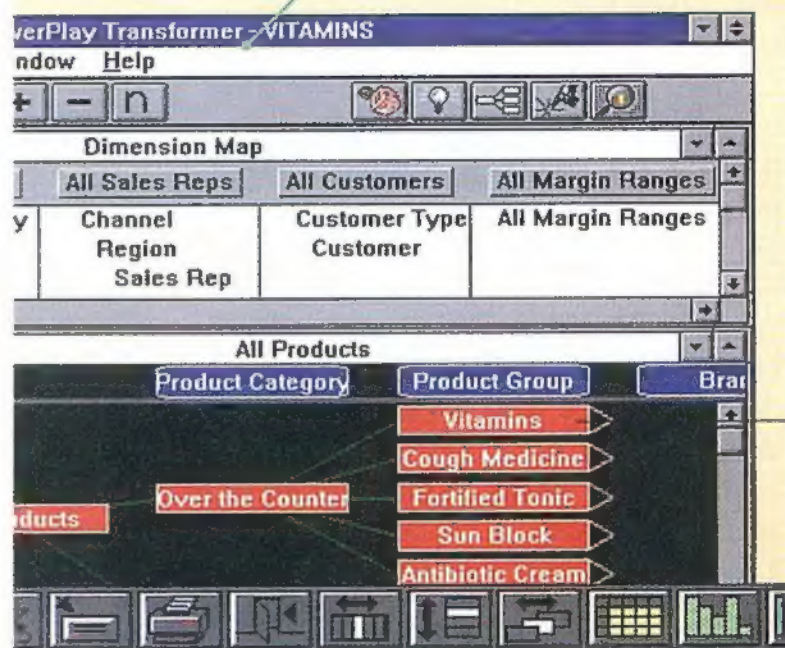 verPlay Transformer - VITAMINS
ndow Help
+ - n
Dimension Map
All Sales Reps All Customers All Margin Ranges
y Channel Customer Type All Margin Ranges
Region Customer
Sales Rep
All Products
Product Category Product Group Bran
Vitamins
Cough Medicine
Over the Counter Fortified Tonic
oducts
Sun Block
Antibiotic Cream